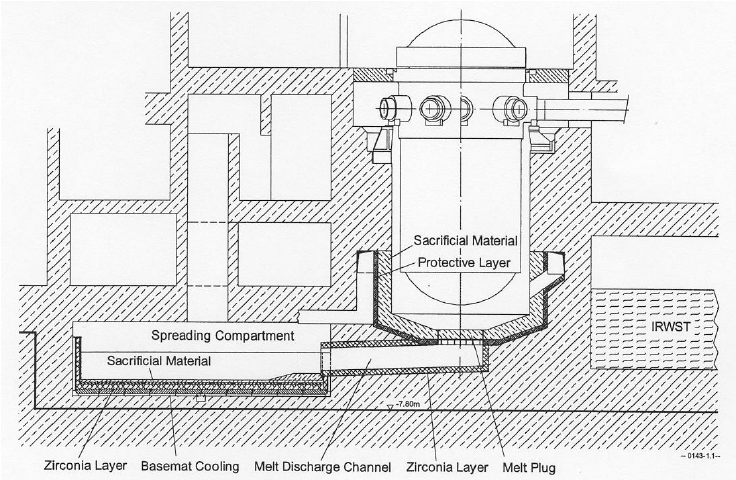 Sacrificial Material
Protective Layer
Spreading Compartment
IRWST
Sacrificial Material
-7.80m
-- 0143-1.1--
Zirconia Layer
Basemat Cooling
Melt Discharge Channel
Zirconia Layer
Melt Plug